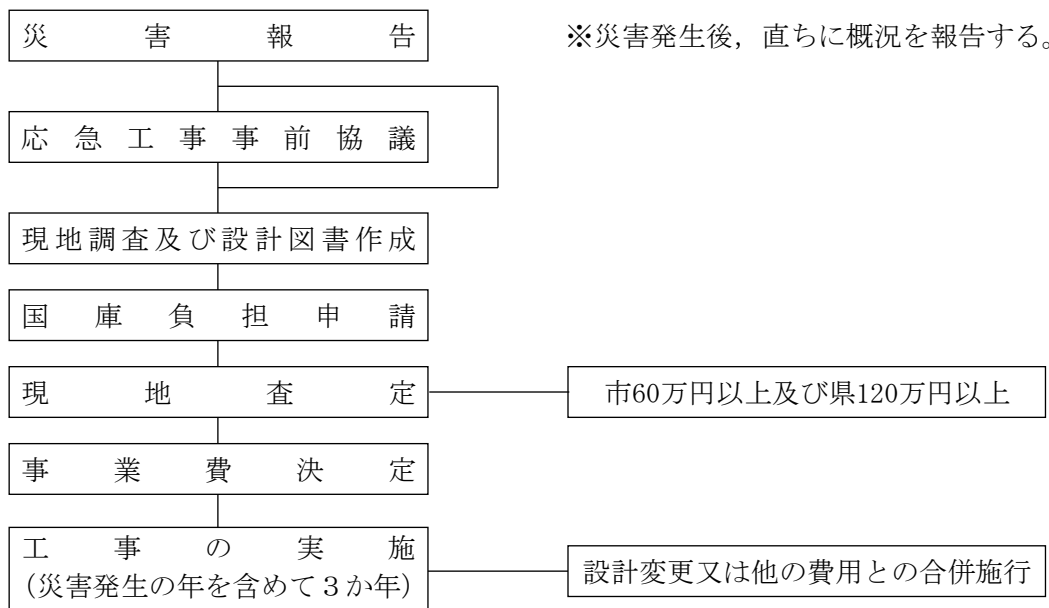 災害報告
※災害発生後，直ちに概況を報告する。
応急工事事前協議
現地調査及び設計図書作成
国庫負担申請
現地査定
市60万円以上及び県120万円以上
事業費決定
工事の実施
（災害発生の年を含めて３か年）
設計変更又は他の費用との合併施行